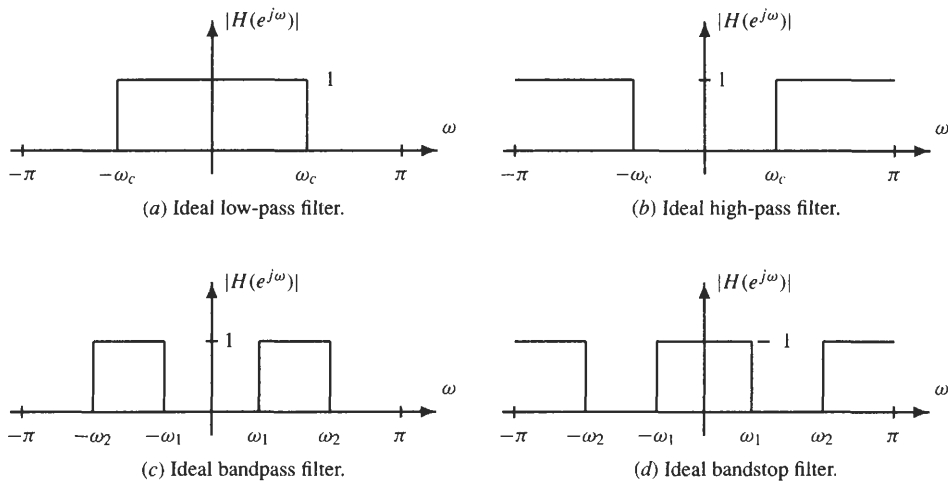 |H(e^{jω})|
1
ω
−π −ω_c ω_c π
(a) Ideal low-pass filter.
|H(e^{jω})|
1
ω
−π −ω_c ω_c π
(b) Ideal high-pass filter.
|H(e^{jω})|
1
ω
−π −ω_2 −ω_1 ω_1 ω_2 π
(c) Ideal bandpass filter.
|H(e^{jω})|
1
ω
−π −ω_2 −ω_1 ω_1 ω_2 π
(d) Ideal bandstop filter.